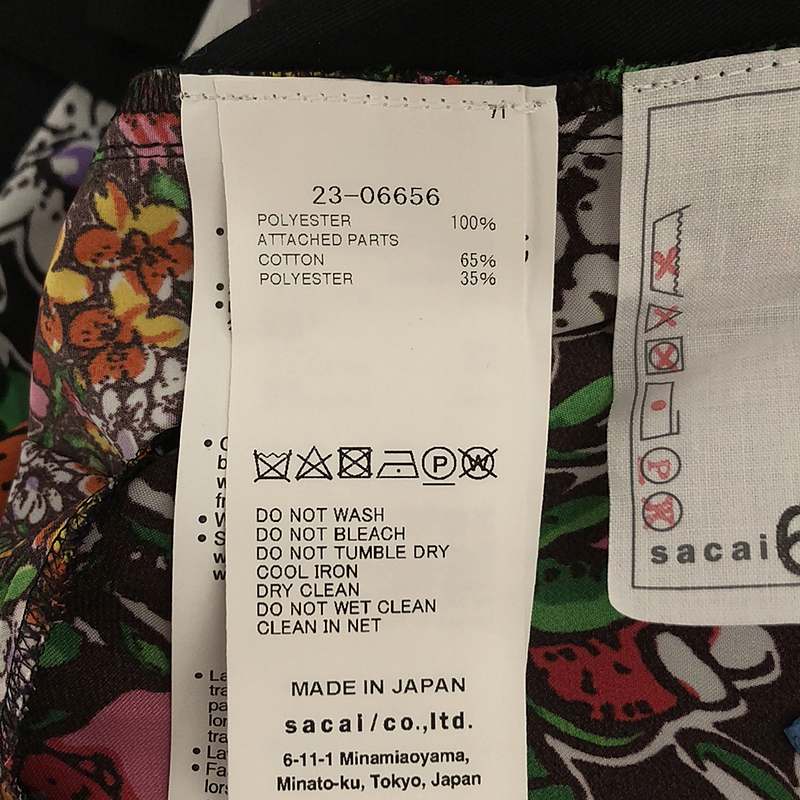 71
23-06656
POLYESTER 100%
ATTACHED PARTS
COTTON 65%
POLYESTER 35%
P W
DO NOT WASH
DO NOT BLEACH
DO NOT TUMBLE DRY
COOL IRON
DRY CLEAN
DO NOT WET CLEAN
CLEAN IN NET
MADE IN JAPAN
sacai/co.,ltd.
6-11-1 Minamiaoyama,
Minato-ku, Tokyo, Japan
P
W
sacai